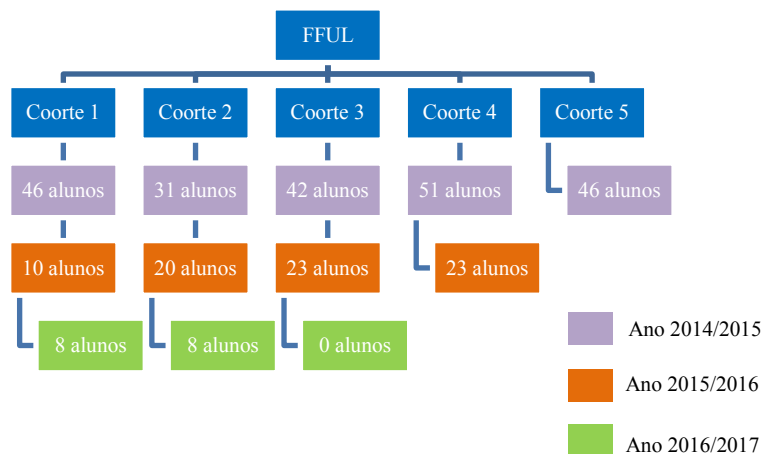 FFUL
Coorte 1
Coorte 2
Coorte 3
Coorte 4
Coorte 5
46 alunos
31 alunos
42 alunos
51 alunos
46 alunos
10 alunos
20 alunos
23 alunos
23 alunos
8 alunos
8 alunos
0 alunos
Ano 2014/2015
Ano 2015/2016
Ano 2016/2017